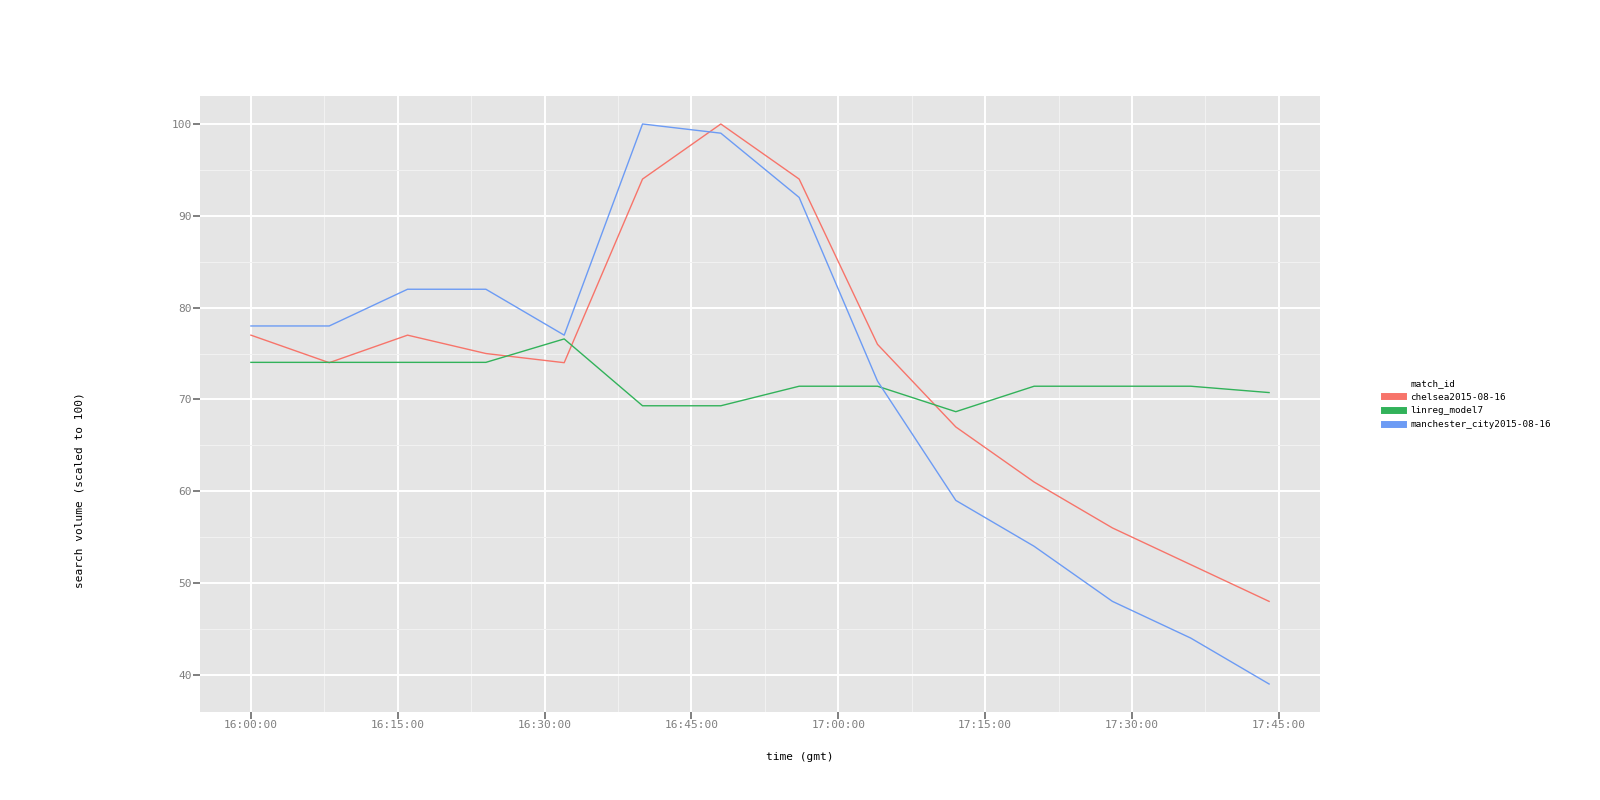 100
90
80
70
60
50
40
search volume (scaled to 100)
16:00:00 16:15:00 16:30:00 16:45:00 17:00:00 17:15:00 17:30:00 17:45:00
time (gmt)
match_id
chelsea2015-08-16
linreg_model7
manchester_city2015-08-16